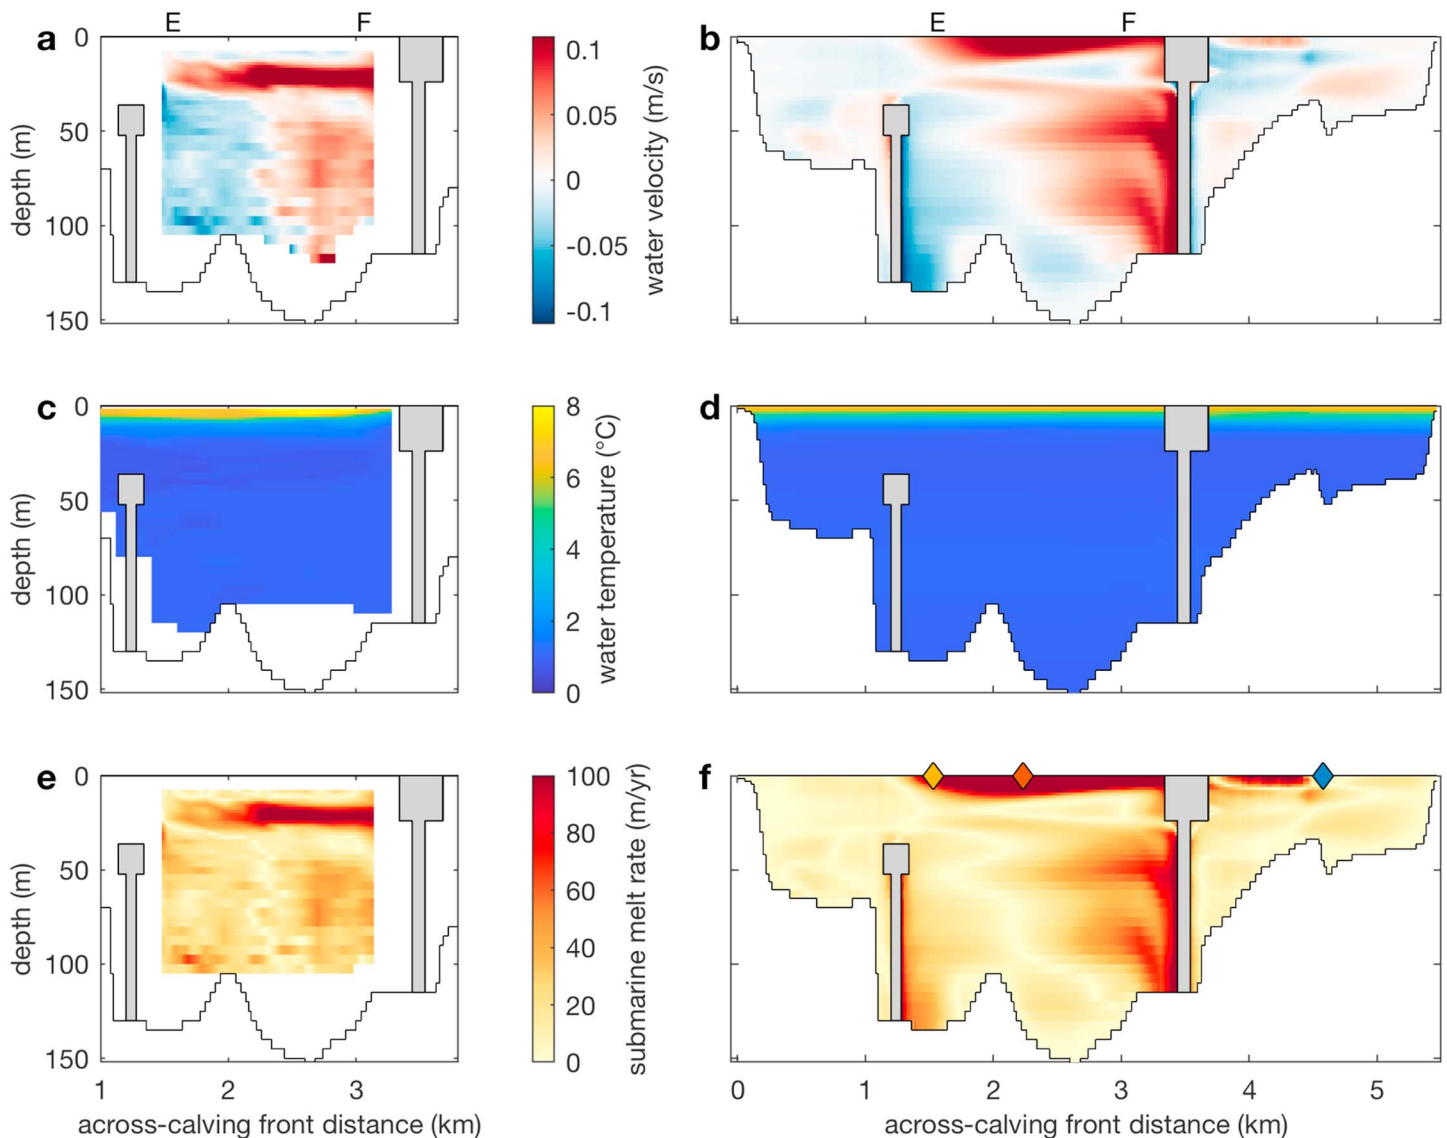 E F
E F
a
b
0
50
100
150
depth (m)
0.1
0.05
0
-0.05
-0.1
water velocity (m/s)
c
d
0
50
100
150
depth (m)
8
6
4
2
0
water temperature (°C)
e
f
0
50
100
150
depth (m)
100
80
60
40
20
0
submarine melt rate (m/yr)
1 2 3
across-calving front distance (km)
0 1 2 3 4 5
across-calving front distance (km)